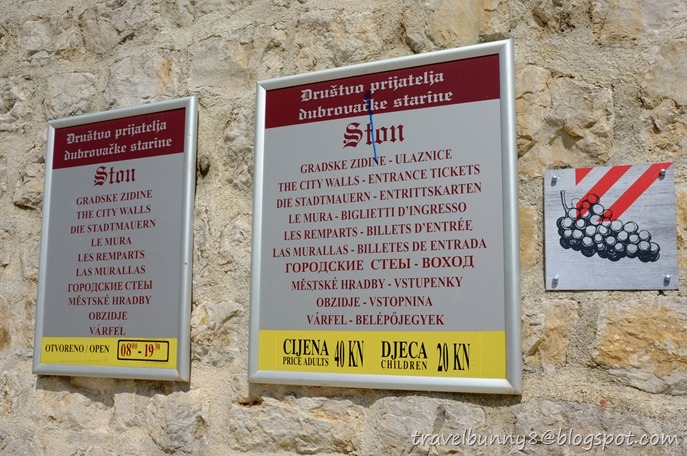 Društvo prijatelja
dubrovačke starine
Ston
GRADSKE ZIDINE
THE CITY WALLS
DIE STADTMAUERN
LE MURA
LES REMPARTS
LAS MURALLAS
ГОРОДСКИЕ СТЕЫ
MĚSTSKÉ HRADBY
OBZIDJE
VÁRFEL
OTVORENO / OPEN 08⁰⁰ - 19³⁰
Društvo prijatelja
dubrovačke starine
Ston
GRADSKE ZIDINE - ULAZNICE
THE CITY WALLS - ENTRANCE TICKETS
DIE STADTMAUERN - ENTRITTSKARTEN
LE MURA - BIGLIETTI D'INGRESSO
LES REMPARTS - BILLETS D'ENTRÉE
LAS MURALLAS - BILLETES DE ENTRADA
ГОРОДСКИЕ СТЕЫ - ВОХОД
MĚSTSKÉ HRADBY - VSTUPENKY
OBZIDJE - VSTOPNINA
VÁRFEL - BELÉPŐJEGYEK
CIJENA 40 KN DJECA 20 KN
PRICE ADULTS CHILDREN
travelbunny8@blogspot.com